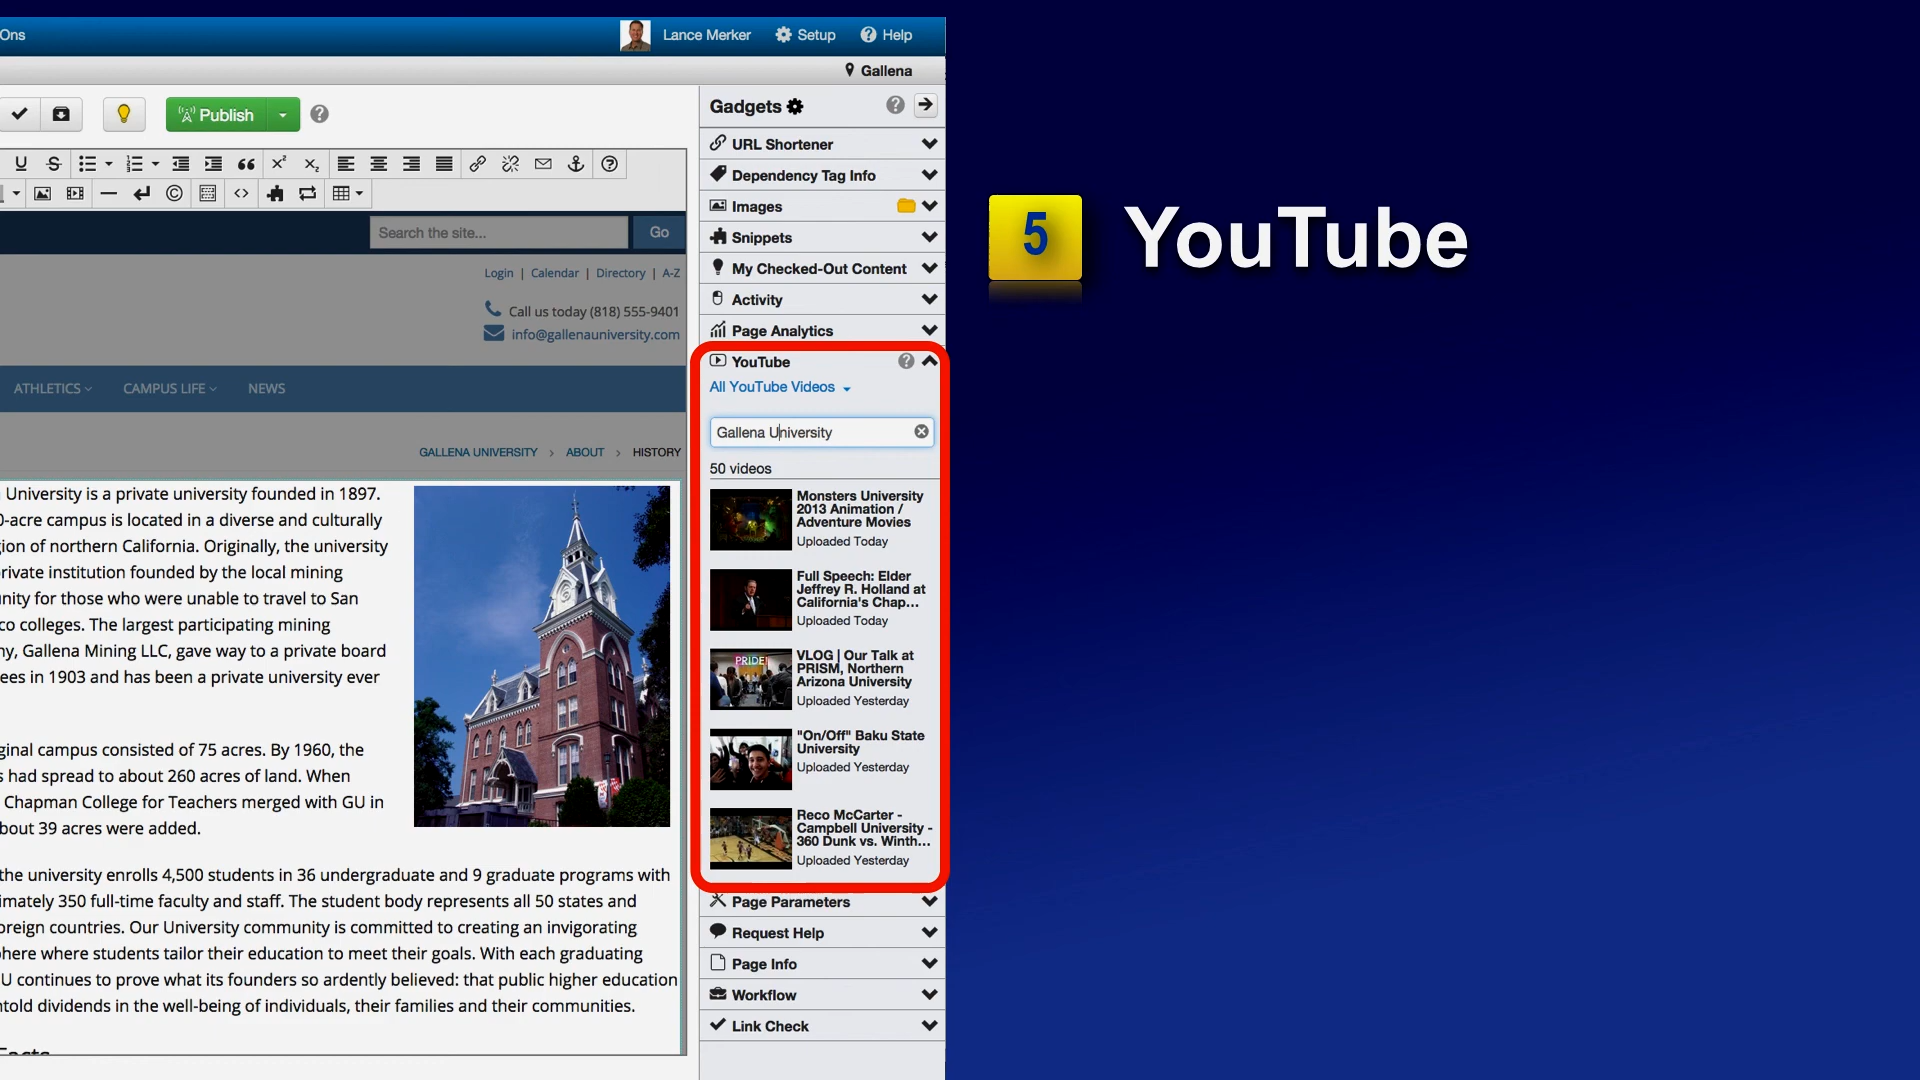 Ons
Lance Merker
Setup
Help
Gallena
Publish
Gadgets
URL Shortener
Dependency Tag Info
Images
Snippets
My Checked-Out Content
Activity
Page Analytics
YouTube
All YouTube Videos
Gallena University
50 videos
Monsters University
2013 Animation /
Adventure Movies
Uploaded Today
Full Speech: Elder
Jeffrey R. Holland at
California's Chap...
Uploaded Today
PRIDE!
VLOG | Our Talk at
PRISM, Northern
Arizona University
Uploaded Yesterday
"On/Off" Baku State
University
Uploaded Yesterday
Reco McCarter -
Campbell University -
360 Dunk vs. Winth...
Uploaded Yesterday
Page Parameters
Request Help
Page Info
Workflow
Link Check
Search the site...
Go
Login | Calendar | Directory | A-Z
Call us today (818) 555-9401
info@gallenauniversity.com
ATHLETICS CAMPUS LIFE NEWS
GALLENA UNIVERSITY > ABOUT > HISTORY
University is a private university founded in 1897.
0-acre campus is located in a diverse and culturally
ion of northern California. Originally, the university
rivate institution founded by the local mining
nity for those who were unable to travel to San
co colleges. The largest participating mining
ny, Gallena Mining LLC, gave way to a private board
ees in 1903 and has been a private university ever
ginal campus consisted of 75 acres. By 1960, the
s had spread to about 260 acres of land. When
Chapman College for Teachers merged with GU in
bout 39 acres were added.
the university enrolls 4,500 students in 36 undergraduate and 9 graduate programs with
imately 350 full-time faculty and staff. The student body represents all 50 states and
oreign countries. Our University community is committed to creating an invigorating
here where students tailor their education to meet their goals. With each graduating
U continues to prove what its founders so ardently believed: that public higher education
ntold dividends in the well-being of individuals, their families and their communities.
5 YouTube